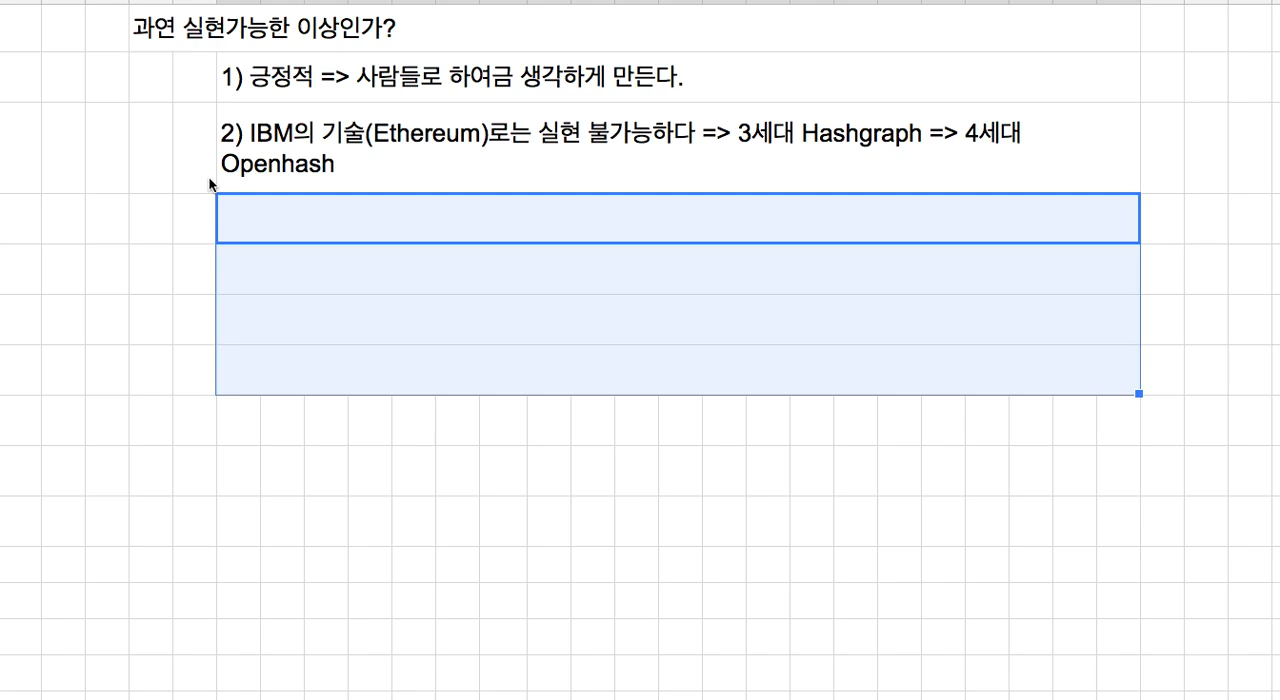 과연 실현가능한 이상인가?
1) 긍정적 => 사람들로 하여금 생각하게 만든다.
2) IBM의 기술(Ethereum)로는 실현 불가능하다 => 3세대 Hashgraph => 4세대
Openhash